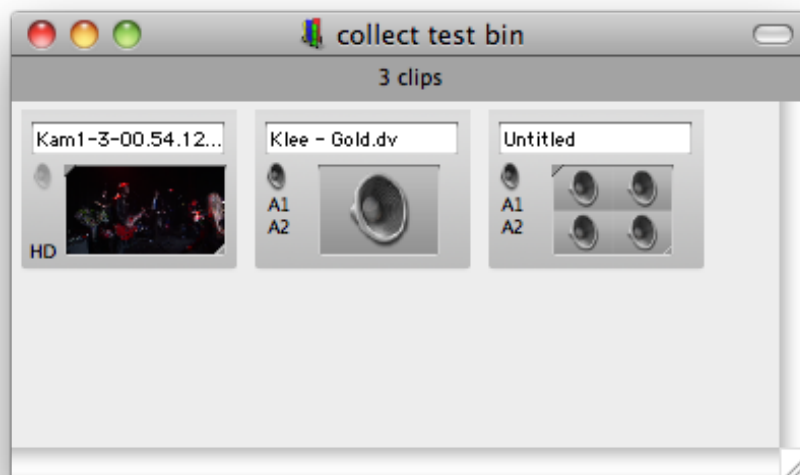 collect test bin
3 clips
Kam1-3-00.54.12...
Klee - Gold.dv
Untitled
A1
A2
A1
A2
HD